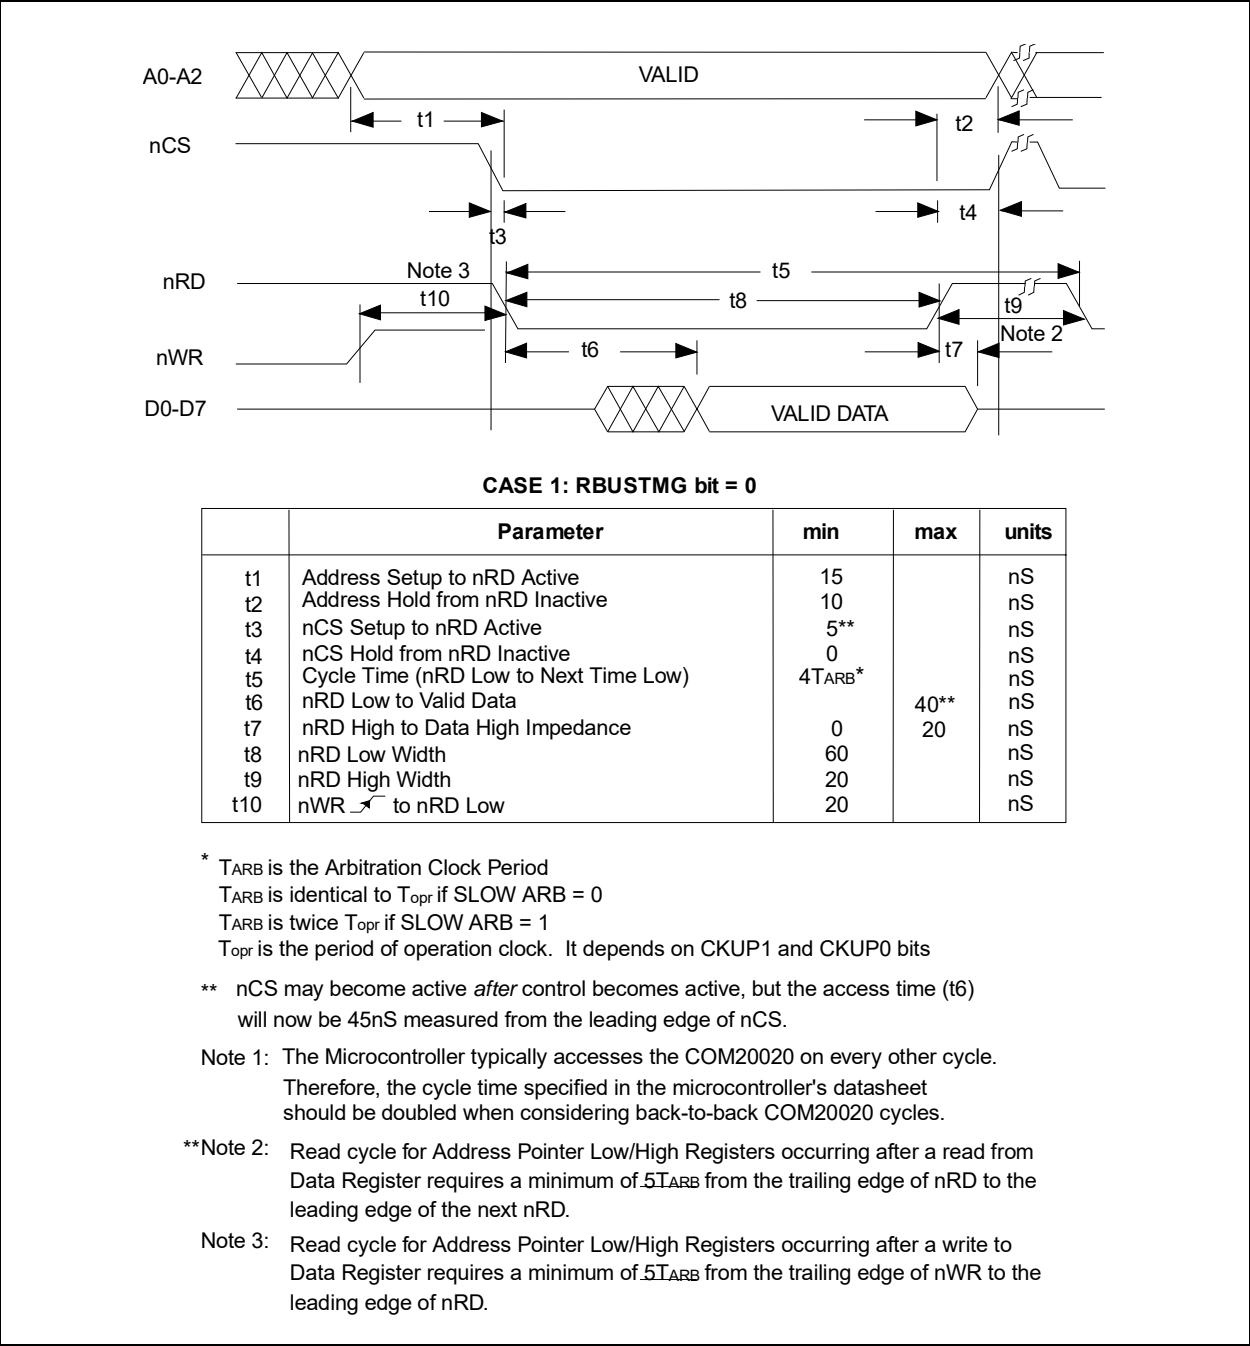 A0-A2
VALID
t1
t2
nCS
t4
t3
nRD
Note 3
t5
t10
t8
t9
Note 2
nWR
t6
t7
D0-D7
VALID DATA
CASE 1: RBUSTMG bit = 0
Parameter min max units
t1 Address Setup to nRD Active 15 nS
t2 Address Hold from nRD Inactive 10 nS
t3 nCS Setup to nRD Active 5** nS
t4 nCS Hold from nRD Inactive 0 nS
t5 Cycle Time (nRD Low to Next Time Low) 4TARB* nS
t6 nRD Low to Valid Data 40** nS
t7 nRD High to Data High Impedance 0 20 nS
t8 nRD Low Width 60 nS
t9 nRD High Width 20 nS
t10 nWR to nRD Low 20 nS
* TARB is the Arbitration Clock Period
TARB is identical to Topr if SLOW ARB = 0
TARB is twice Topr if SLOW ARB = 1
Topr is the period of operation clock. It depends on CKUP1 and CKUP0 bits
** nCS may become active after control becomes active, but the access time (t6)
will now be 45nS measured from the leading edge of nCS.
Note 1: The Microcontroller typically accesses the COM20020 on every other cycle.
Therefore, the cycle time specified in the microcontroller's datasheet
should be doubled when considering back-to-back COM20020 cycles.
**Note 2: Read cycle for Address Pointer Low/High Registers occurring after a read from
Data Register requires a minimum of 5TARB from the trailing edge of nRD to the
leading edge of the next nRD.
Note 3: Read cycle for Address Pointer Low/High Registers occurring after a write to
Data Register requires a minimum of 5TARB from the trailing edge of nWR to the
leading edge of nRD.